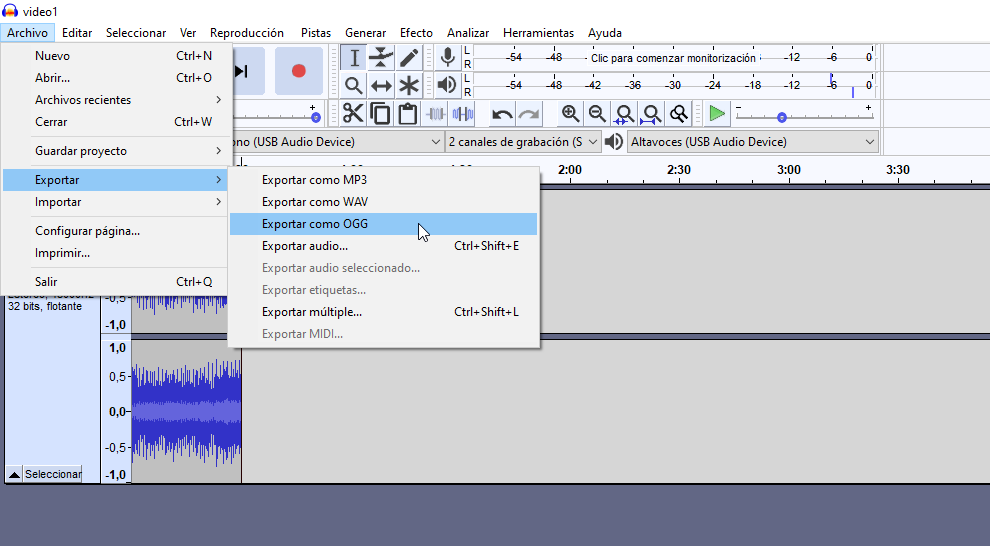 video1
Archivo Editar Seleccionar Ver Reproducción Pistas Generar Efecto Analizar Herramientas Ayuda
Nuevo Ctrl+N
Abrir... Ctrl+O
Archivos recientes
Cerrar Ctrl+W
Guardar proyecto
Exportar
Importar
Configurar página...
Imprimir...
Salir Ctrl+Q
L
R
-54 -48 - Clic para comenzar monitorización -12 -6 0
L
R
-54 -48 -42 -36 -30 -24 -18 -12 -6 0
- +
+
(USB Audio Device) 2 canales de grabación (S Altavoces (USB Audio Device)
2:00 2:30 3:00 3:30
Exportar como MP3
Exportar como WAV
Exportar como OGG
Exportar audio... Ctrl+Shift+E
Exportar audio seleccionado...
Exportar etiquetas...
Exportar múltiple... Ctrl+Shift+L
Exportar MIDI...
32 bits, flotante
-0,5
-1,0
1,0
0,5
0,0
-0,5
-1,0
Seleccionar